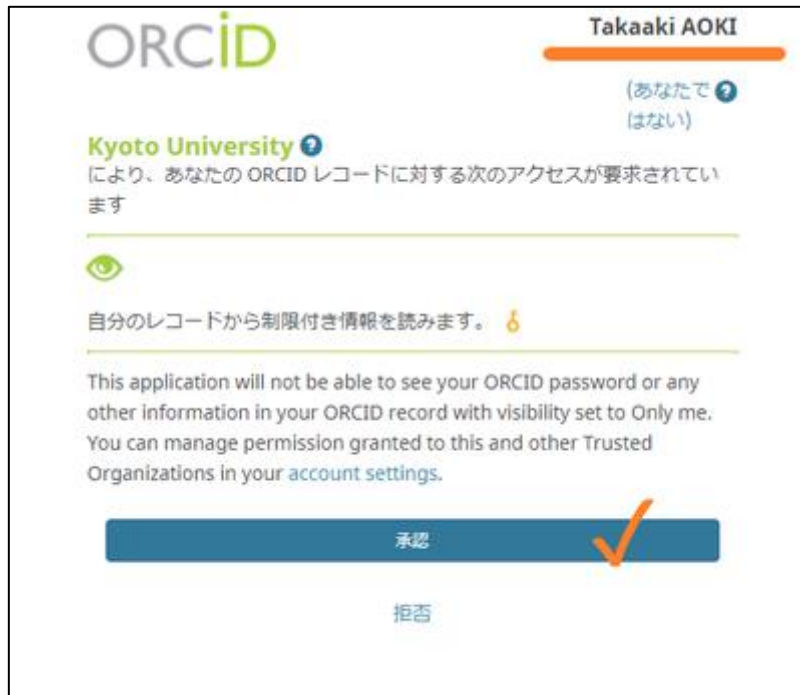 ORCiD
Takaaki AOKI
(あなたで
はない)
Kyoto University
により、あなたの ORCID レコードに対する次のアクセスが要求されてい
ます
自分のレコードから制限付き情報を読みます。
This application will not be able to see your ORCID password or any
other information in your ORCID record with visibility set to Only me.
You can manage permission granted to this and other Trusted
Organizations in your account settings.
承認
拒否